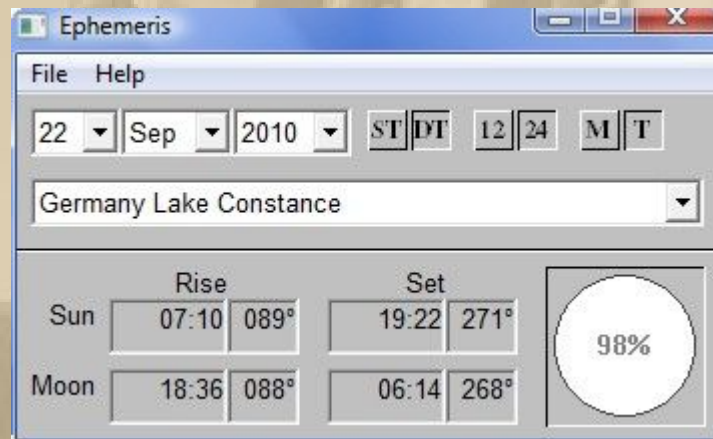 Ephemeris
File Help
22 Sep 2010 ST DT 12 24 M T
Germany Lake Constance
Rise Set
Sun 07:10 089° 19:22 271°
98%
Moon 18:36 088° 06:14 268°